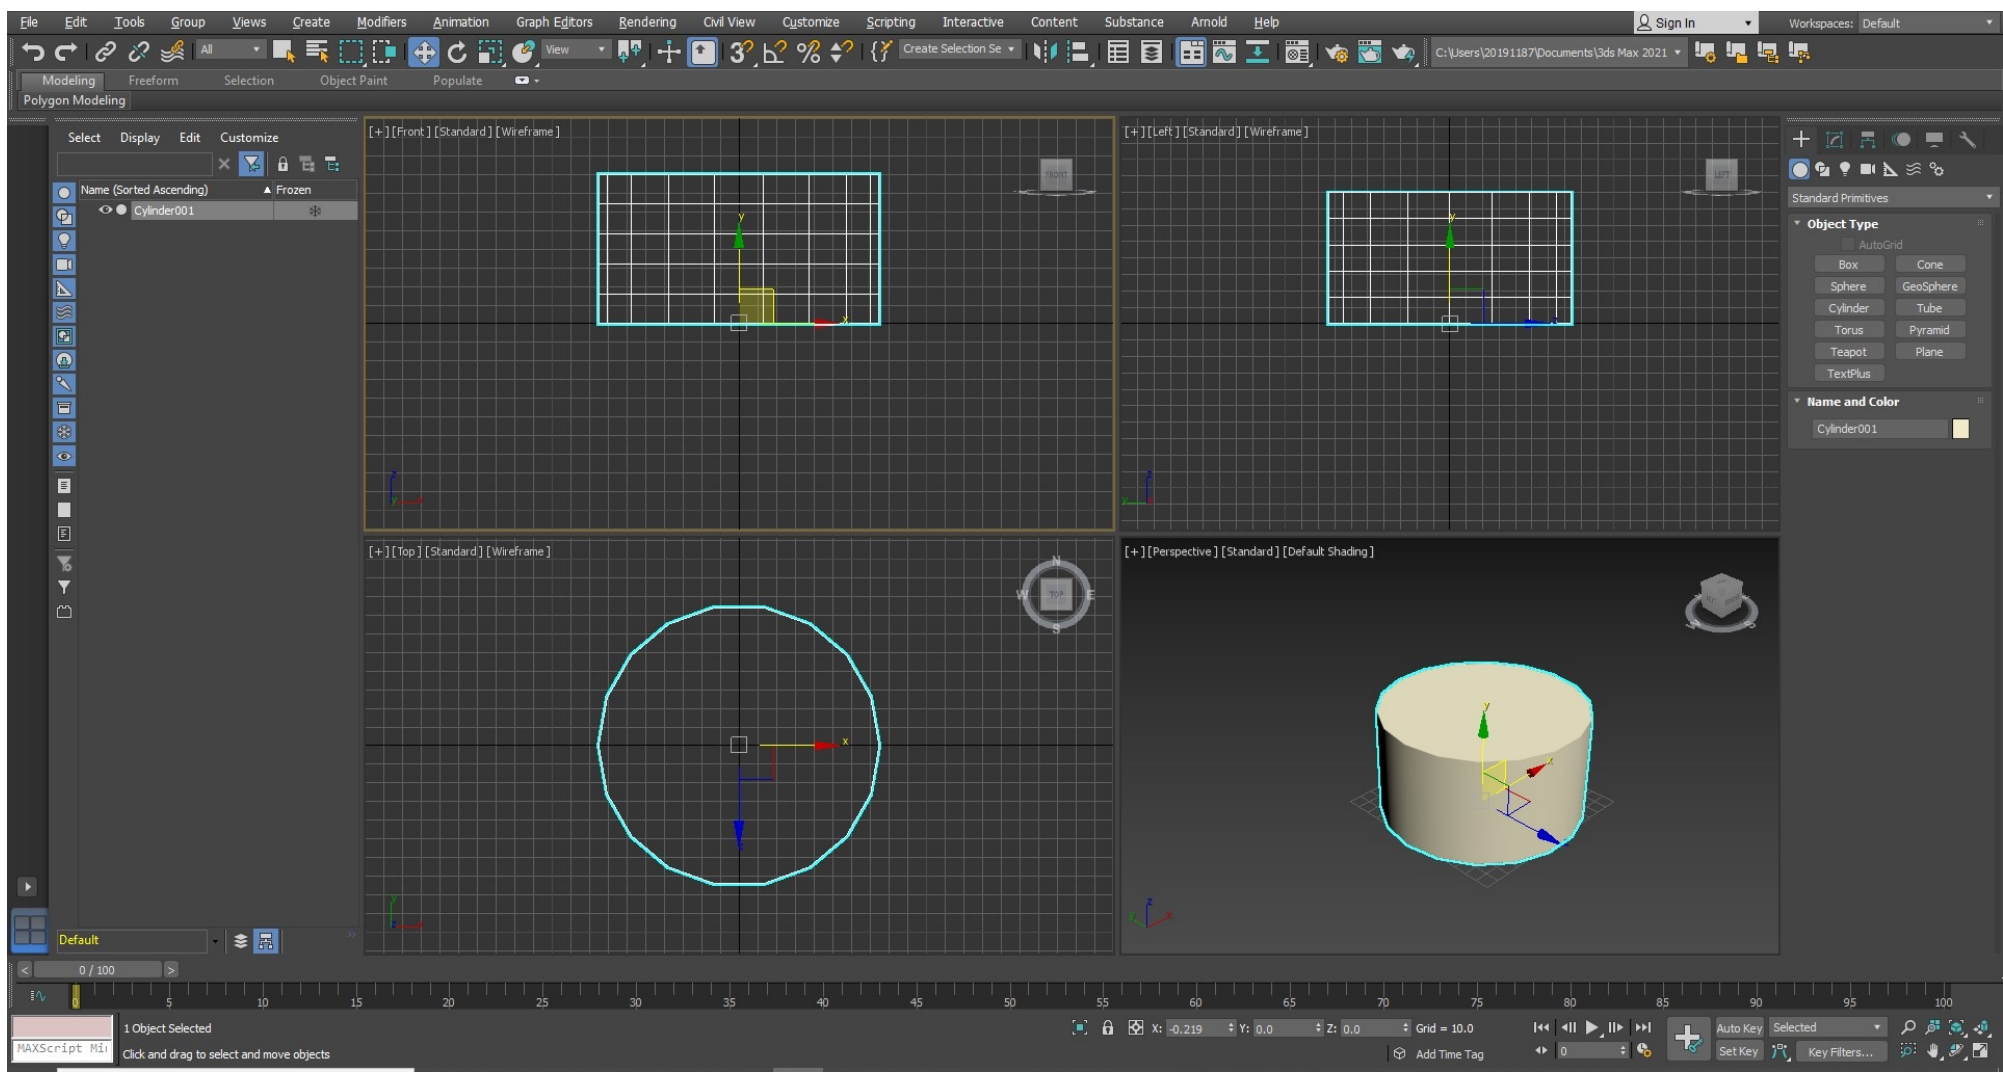 File Edit Tools Group Views Create Modifiers Animation Graph Editors Rendering Civil View Customize Scripting Interactive Content Substance Arnold Help Sign In Workspaces: Default
All View Create Selection Se C:\Users\20191187\Documents\3ds Max 2021
Modeling Freeform Selection Object Paint Populate
Polygon Modeling
Select Display Edit Customize
Name (Sorted Ascending) Frozen
Cylinder001
Default
[+] [Front] [Standard] [Wireframe]
FRONT
y
x
z
y x
[+] [Left] [Standard] [Wireframe]
LEFT
y
z
y
[+] [Top] [Standard] [Wireframe]
N
W TOP E
S
x
z
y
z x
[+] [Perspective] [Standard] [Default Shading]
W S
y
x
z
y x
Standard Primitives
Object Type
AutoGrid
Box Cone
Sphere GeoSphere
Cylinder Tube
Torus Pyramid
Teapot Plane
TextPlus
Name and Color
Cylinder001
< 0 / 100 >
0 5 10 15 20 25 30 35 40 45 50 55 60 65 70 75 80 85 90 95 100
1 Object Selected X: -0.219 Y: 0.0 Z: 0.0 Grid = 10.0 Auto Key Selected
MAXScript Mi Click and drag to select and move objects Add Time Tag 0 Set Key Key Filters...